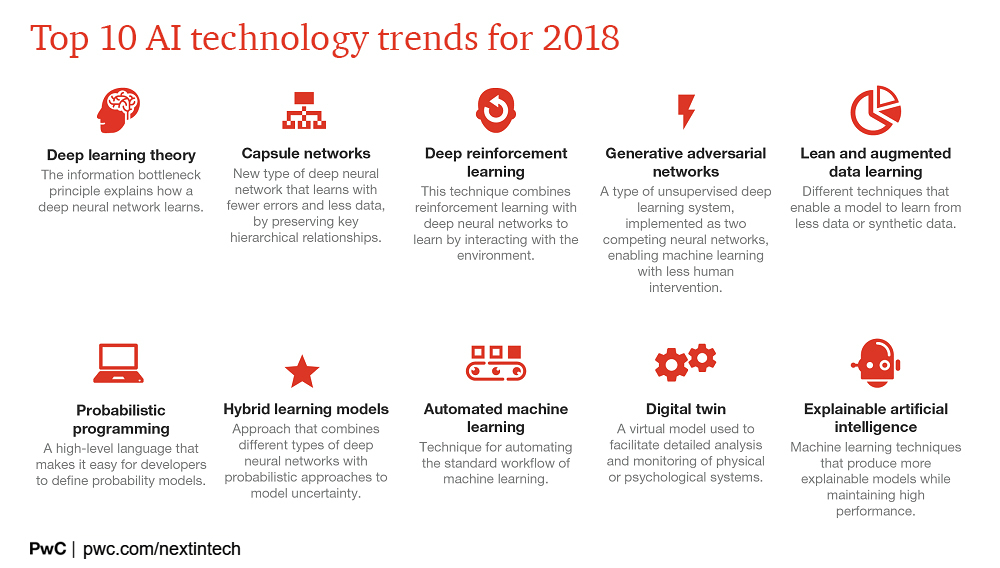 Top 10 AI technology trends for 2018
Deep learning theory
The information bottleneck
principle explains how a
deep neural network learns.
Capsule networks
New type of deep neural
network that learns with
fewer errors and less data,
by preserving key
hierarchical relationships.
Deep reinforcement
learning
This technique combines
reinforcement learning with
deep neural networks to
learn by interacting with the
environment.
Generative adversarial
networks
A type of unsupervised deep
learning system,
implemented as two
competing neural networks,
enabling machine learning
with less human
intervention.
Lean and augmented
data learning
Different techniques that
enable a model to learn from
less data or synthetic data.
Probabilistic
programming
A high-level language that
makes it easy for developers
to define probability models.
Hybrid learning models
Approach that combines
different types of deep
neural networks with
probabilistic approaches to
model uncertainty.
Automated machine
learning
Technique for automating
the standard workflow of
machine learning.
Digital twin
A virtual model used to
facilitate detailed analysis
and monitoring of physical
or psychological systems.
Explainable artificial
intelligence
Machine learning techniques
that produce more
explainable models while
maintaining high
performance.
PwC | pwc.com/nextintech